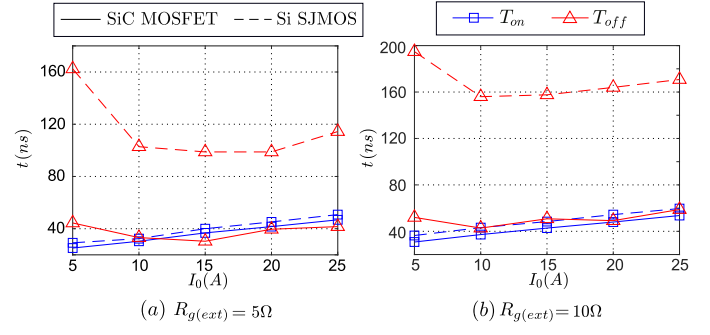 SiC MOSFET Si SJMOS
T_on T_off
160
120
80
40
t (ns)
5 10 15 20 25
I_0(A)
(a) R_g(ext) = 5Ω
200
160
120
60
40
t (ns)
5 10 15 20 25
I_0(A)
(b) R_g(ext) = 10Ω